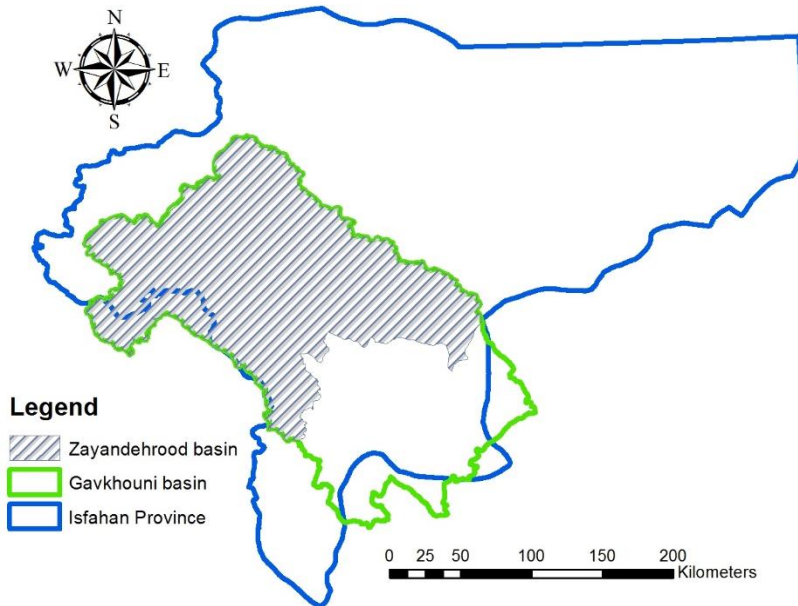 N
W E
S
Legend
Zayandehrood basin
Gavkhouni basin
Isfahan Province
0 25 50 100 150 200
Kilometers